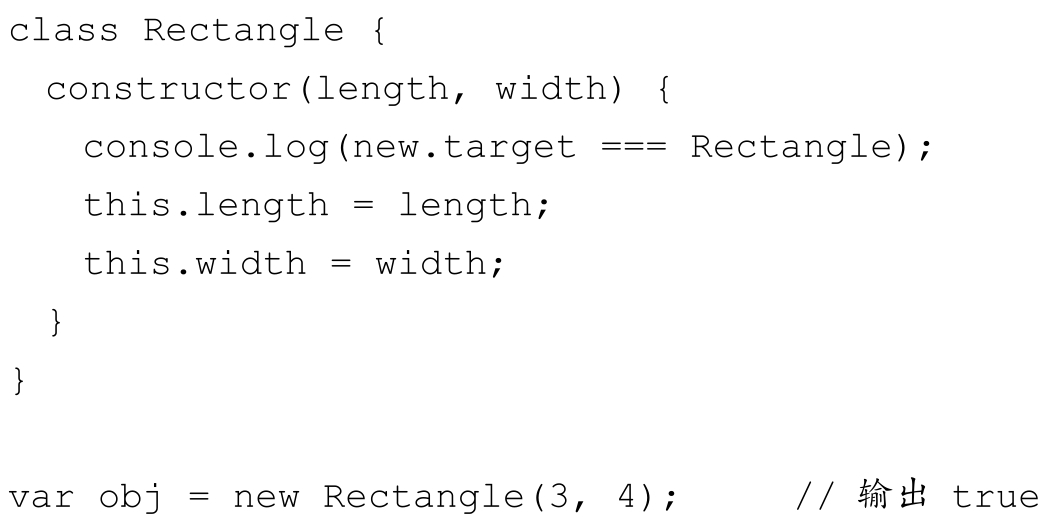 class Rectangle {
  constructor(length, width) {
    console.log(new.target === Rectangle);
    this.length = length;
    this.width = width;
  }
}

var obj = new Rectangle(3, 4);     // 输出 true